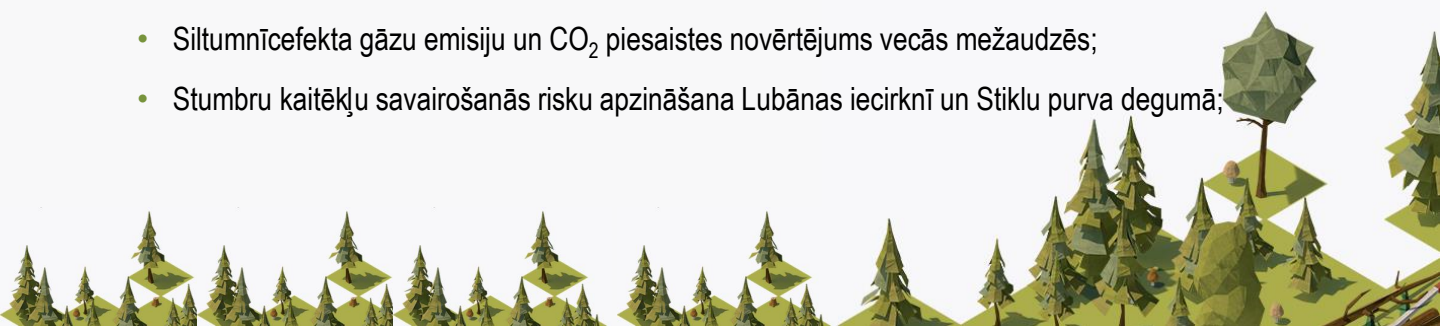 • Siltumnīcefekta gāzu emisiju un CO₂ piesaistes novērtējums vecās mežaudzēs;
• Stumbru kaitēkļu savairošanās risku apzināšana Lubānas iecirknī un Stiklu purva degumā;